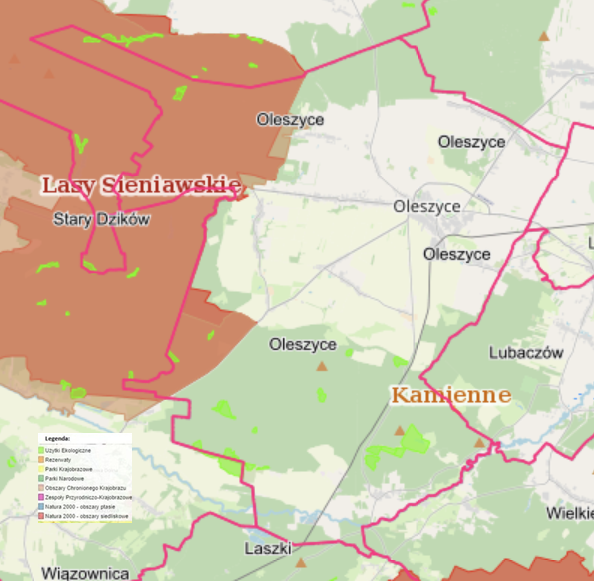 Oleszyce
Oleszyce
Lasy Sieniawskie
Oleszyce
Stary Dzików
Oleszyce
Oleszyce
Lubaczów
Kamienne
Legenda:
Użytki Ekologiczne
Rezerwaty
Parki Krajobrazowe
Parki Narodowe
Obszary Chronionego Krajobrazu
Zespoły Przyrodniczo-Krajobrazowe
Natura 2000 - obszary ptasie
Natura 2000 - obszary siedliskowe
Wielkie
Laszki
Wiązownica